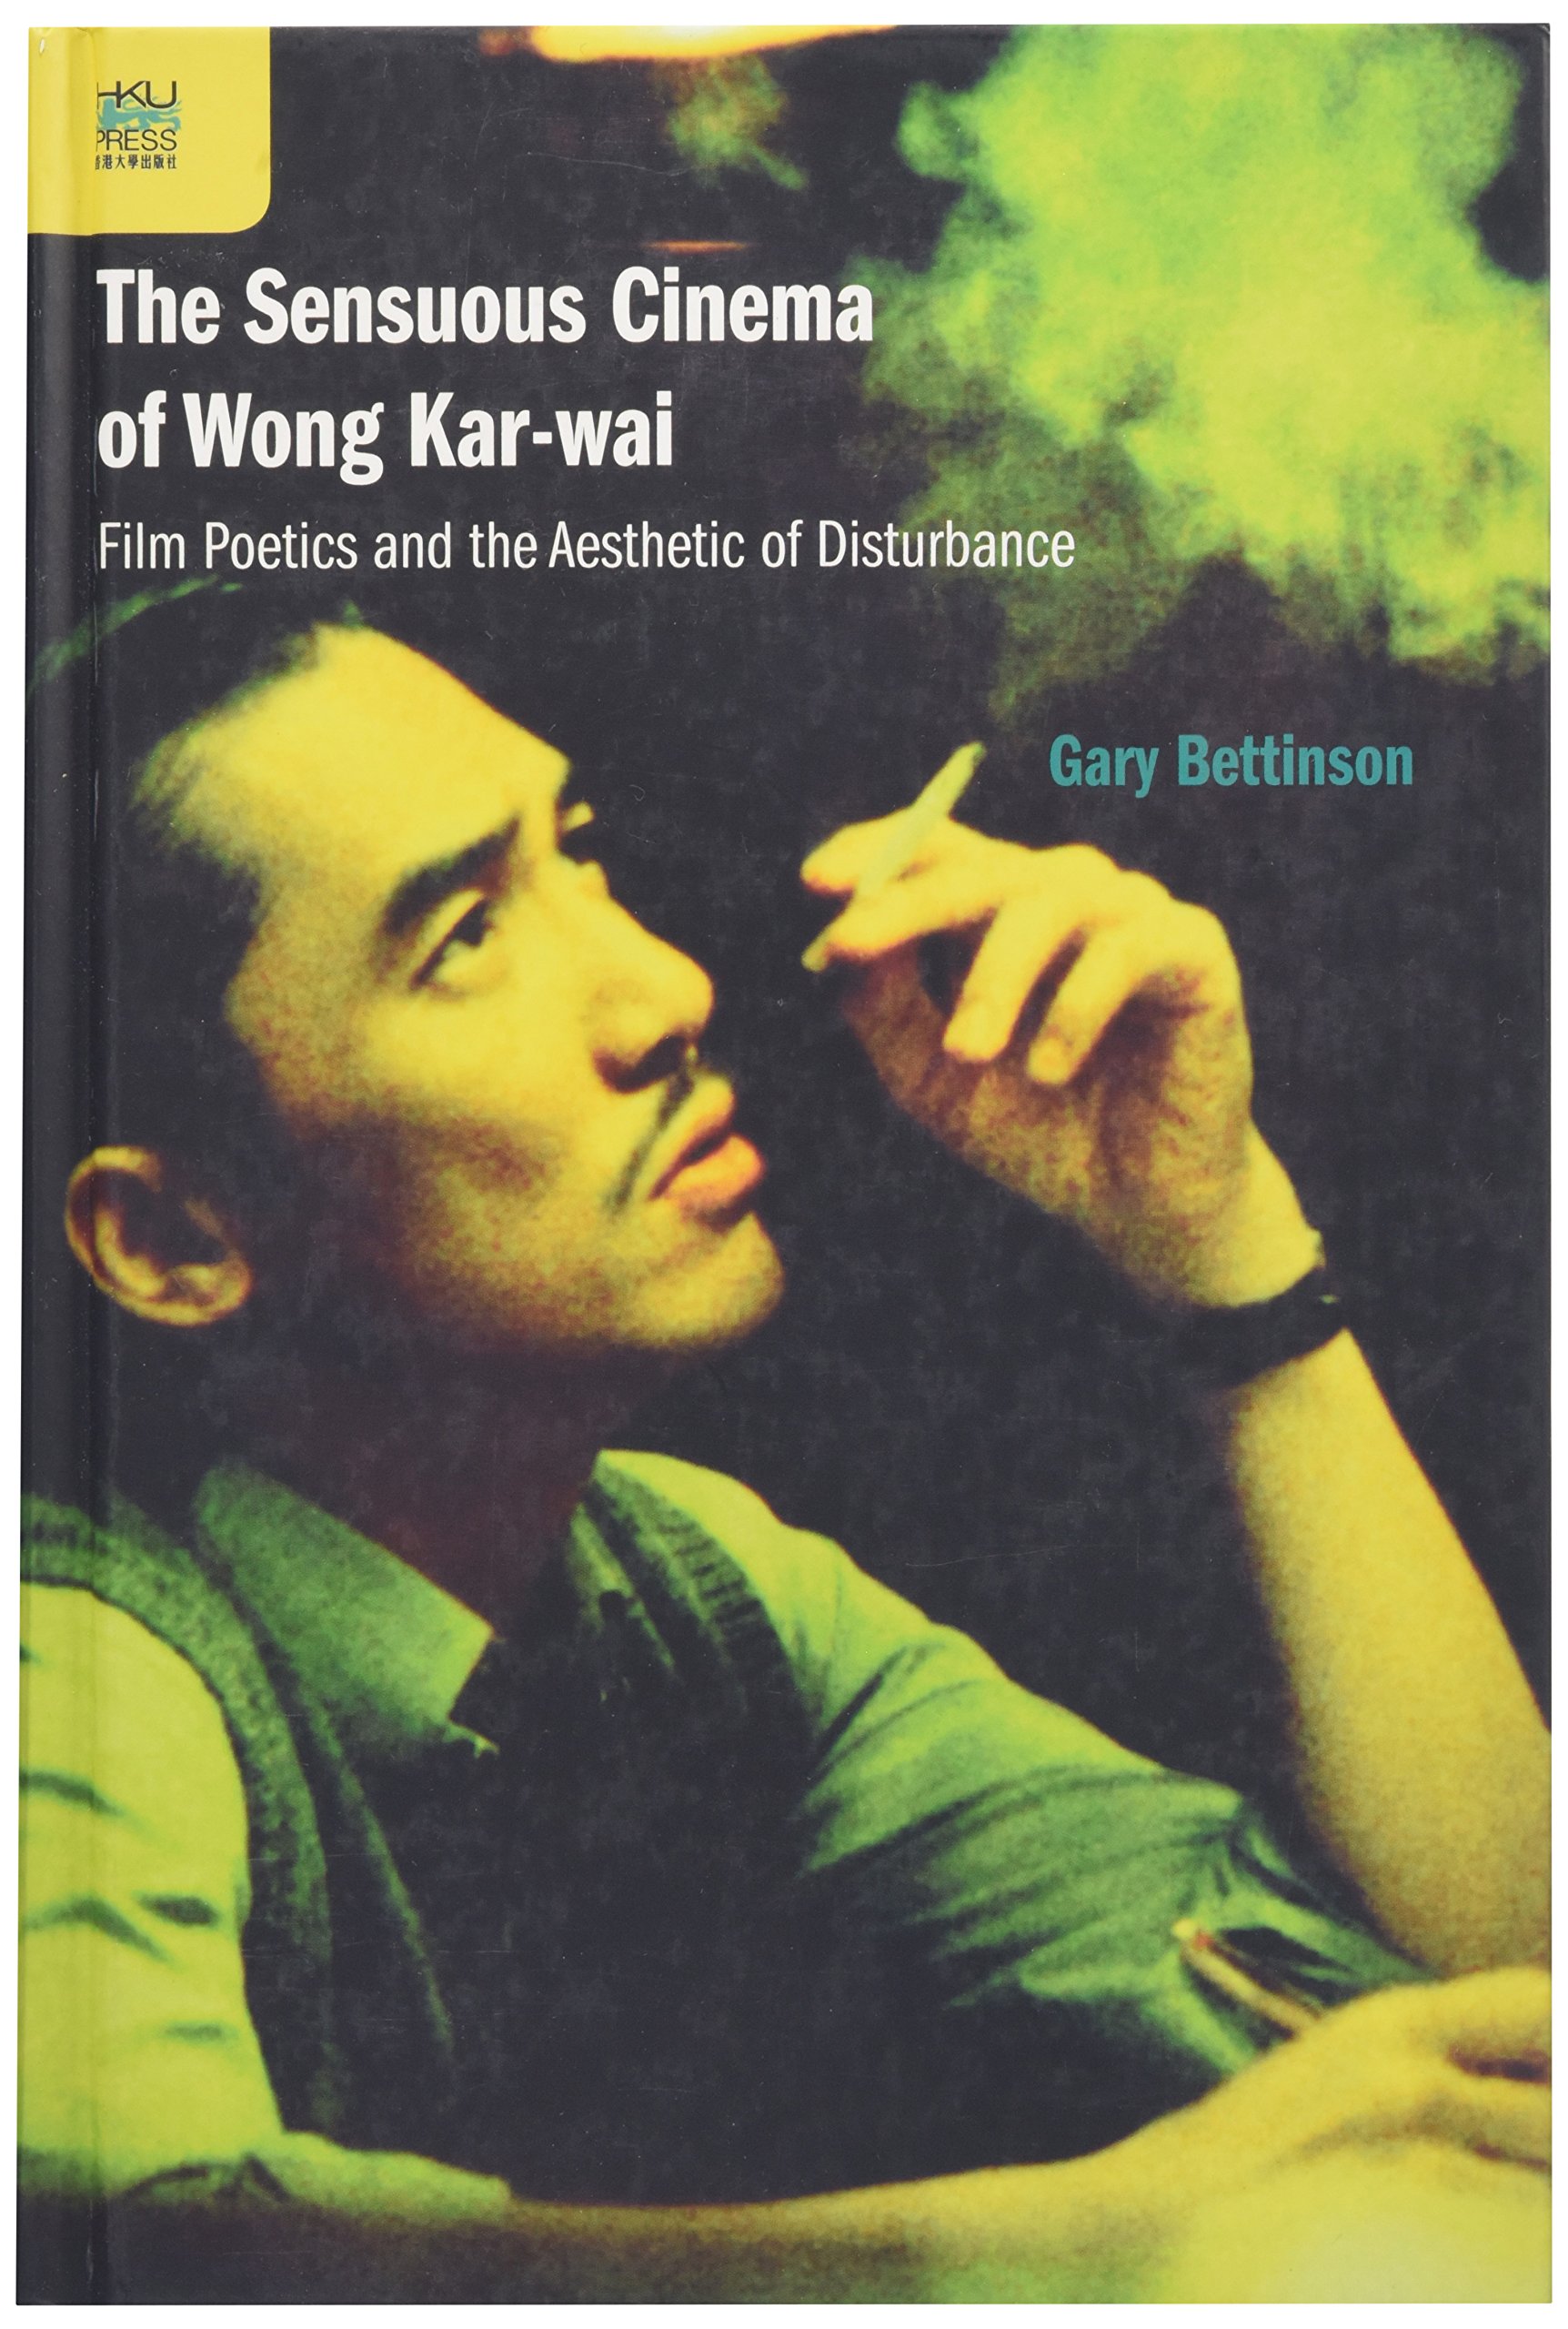 HKU
PRESS
香港大學出版社
The Sensuous Cinema
of Wong Kar-wai
Film Poetics and the Aesthetic of Disturbance
Gary Bettinson